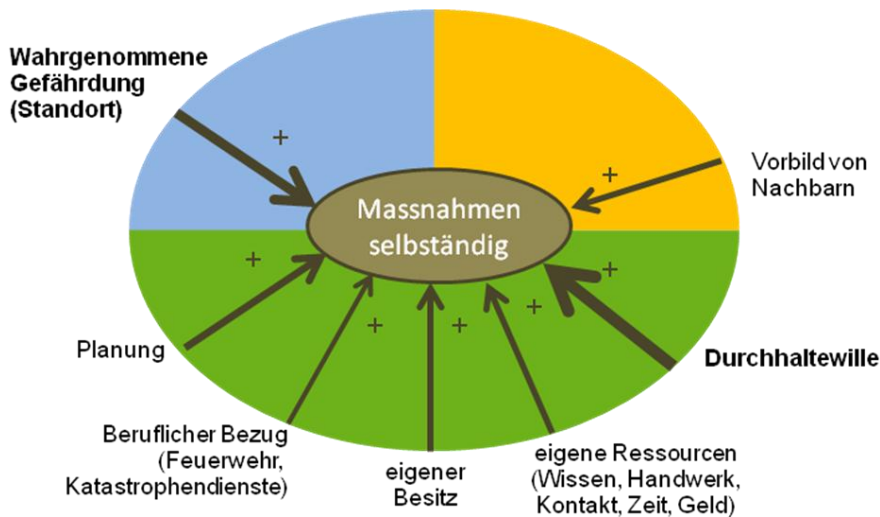 Wahrgenommene
Gefährdung
(Standort)
+
+
Vorbild von
Nachbarn
Massnahmen
selbständig
+
+
+
+
+
Planung
Durchhaltewille
Beruflicher Bezug
(Feuerwehr,
Katastrophendienste)
eigener
Besitz
eigene Ressourcen
(Wissen, Handwerk,
Kontakt, Zeit, Geld)